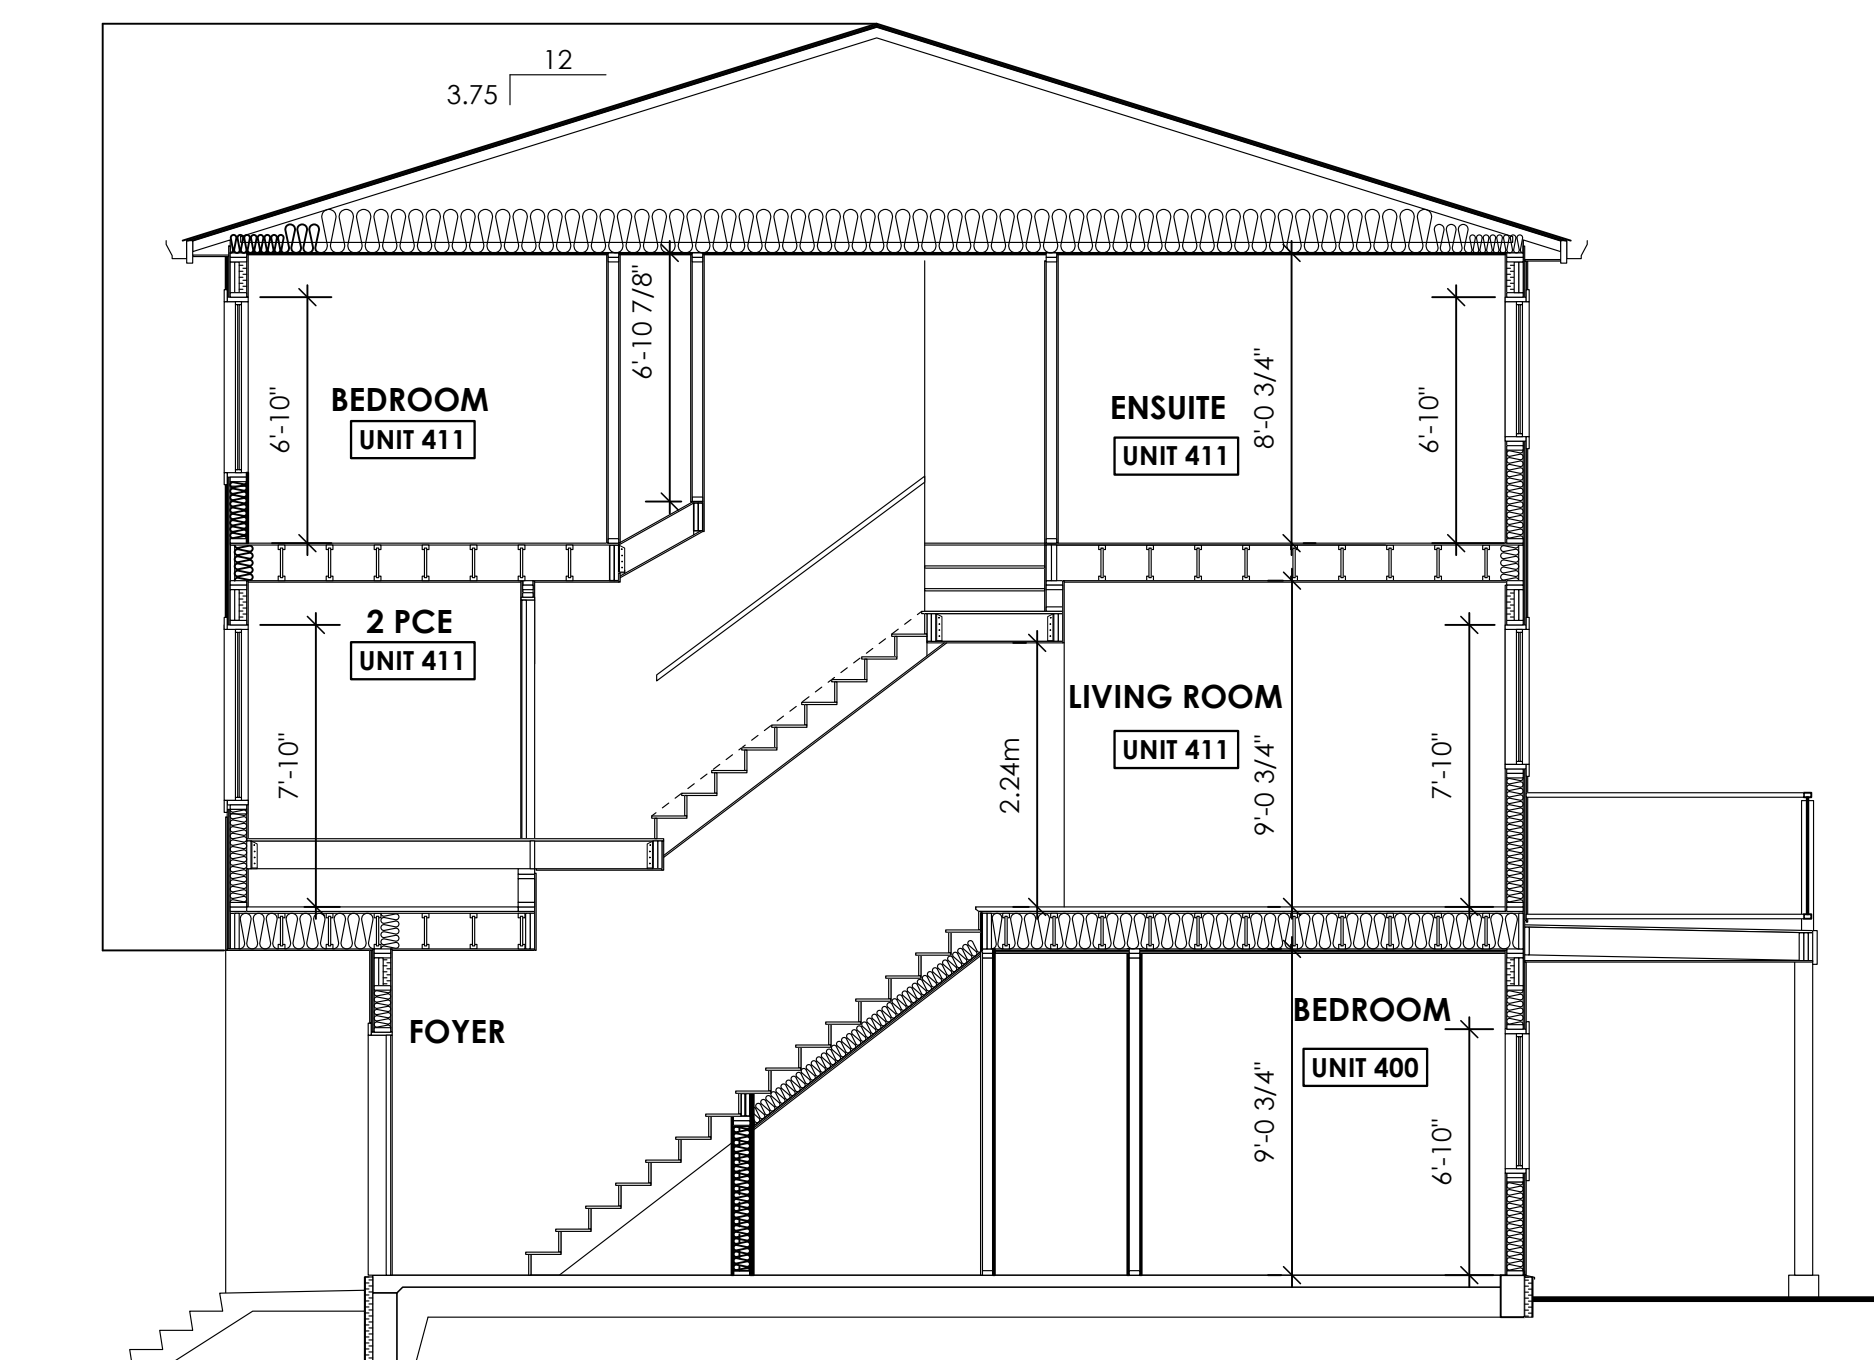 12
3.75
6'-10 7/8"
BEDROOM
UNIT 411
6'-10"
ENSUITE
UNIT 411
8'-0 3/4"
6'-10"
2 PCE
UNIT 411
7'-10"
LIVING ROOM
UNIT 411
2.24m
9'-0 3/4"
7'-10"
FOYER
BEDROOM
UNIT 400
9'-0 3/4"
6'-10"